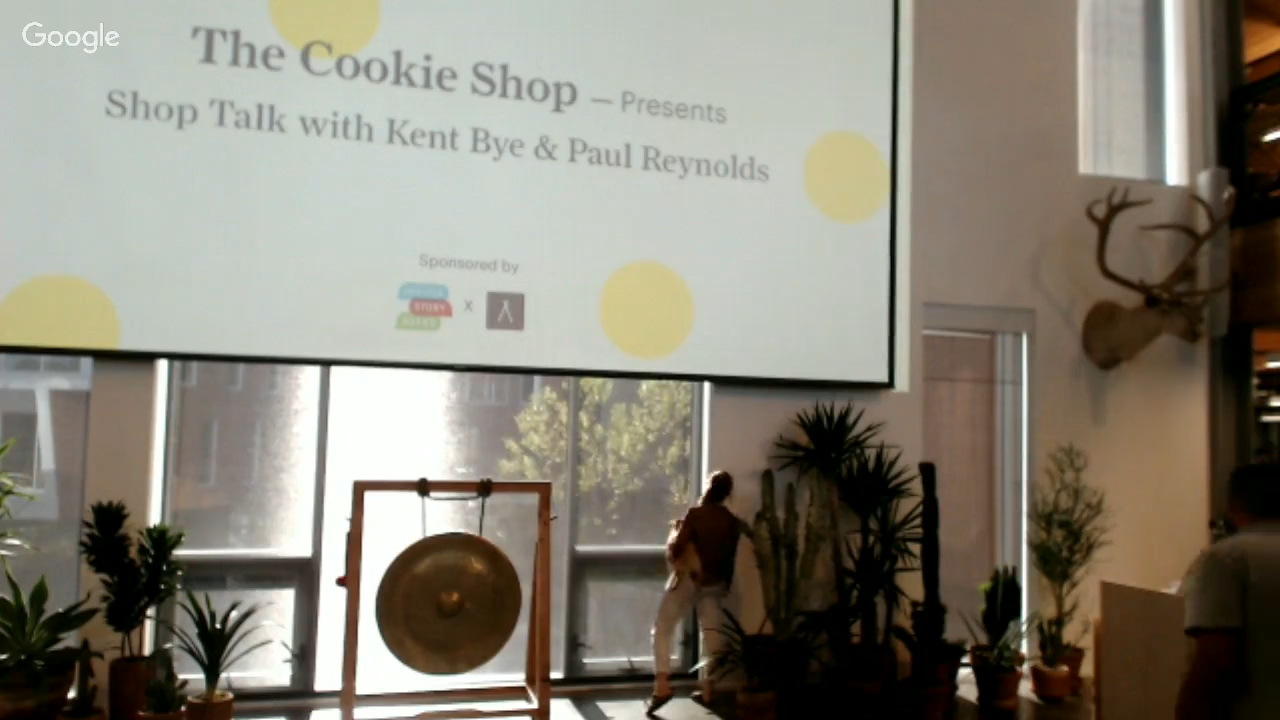 Google
The Cookie Shop — Presents
Shop Talk with Kent Bye & Paul Reynolds
Sponsored by
STORY
X